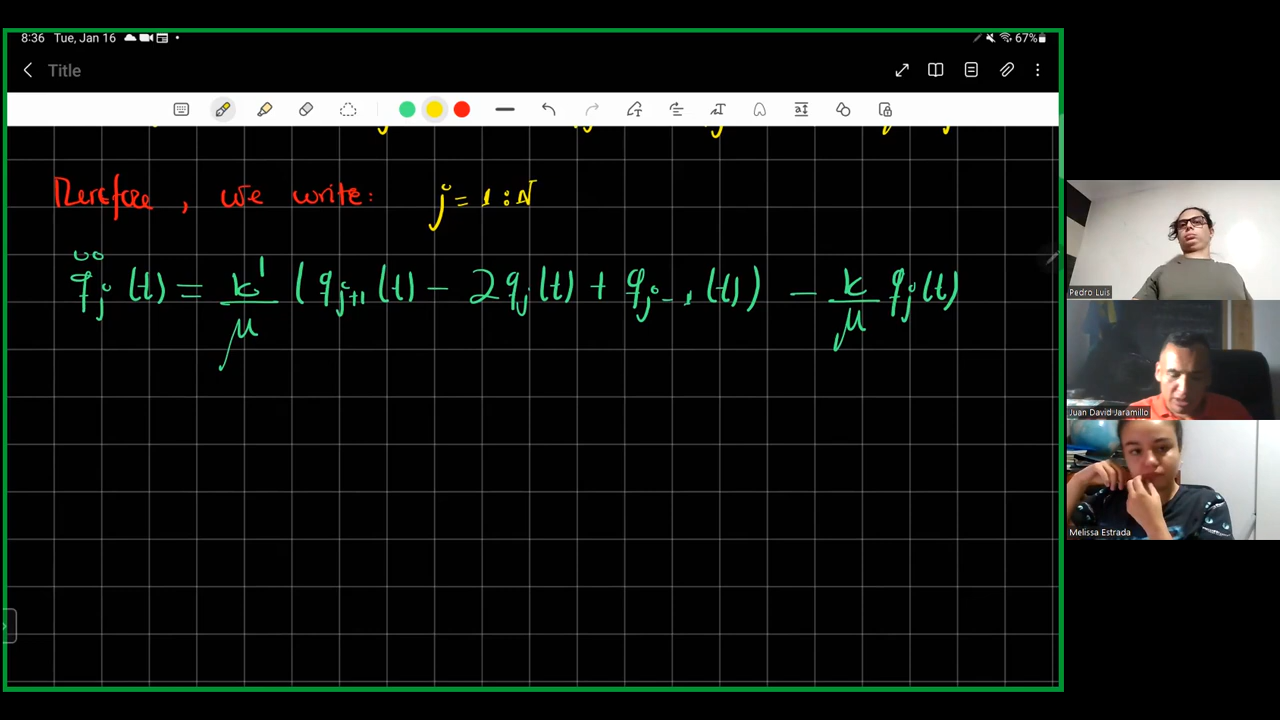 8:36 Tue, Jan 16
67%
Title
Therefore, we write: j = 1 : N
q̈ⱼ(t) = k'/μ (qⱼ₊₁(t) − 2qⱼ(t) + qⱼ₋₁(t)) − k/μ qⱼ(t)
Pedro Luis
Juan David Jaramillo
Melissa Estrada